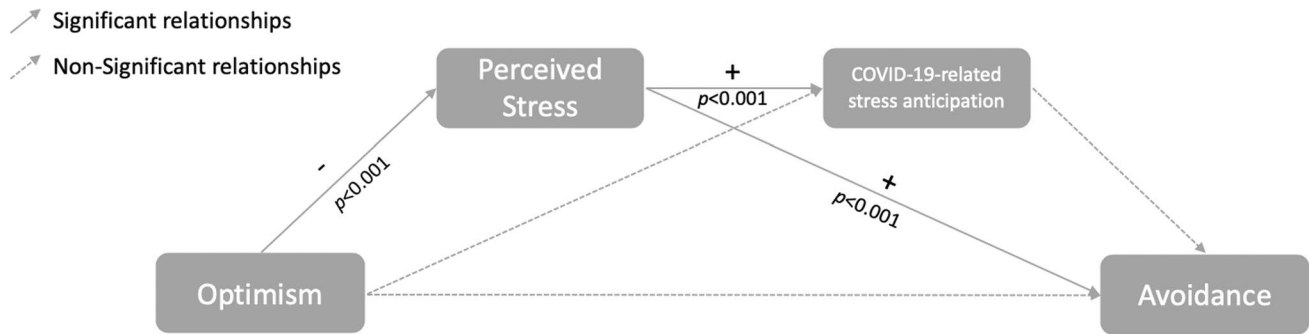 Significant relationships
Non-Significant relationships
Perceived
Stress
+
p<0.001
COVID-19-related
stress anticipation
-
p<0.001
+
p<0.001
Optimism
Avoidance